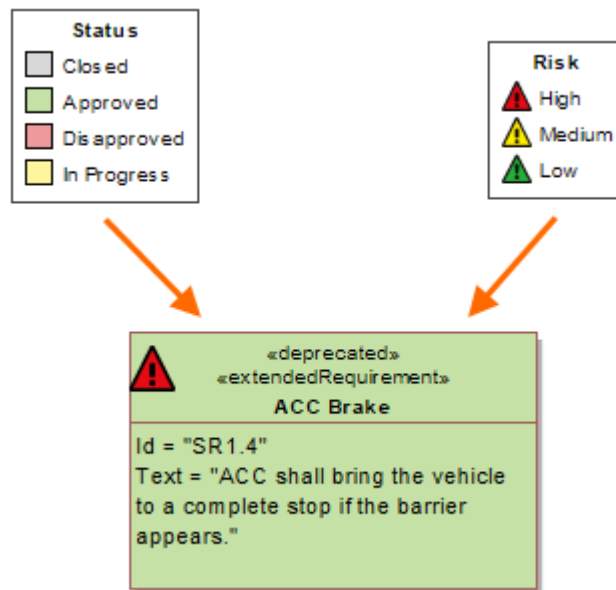 Status
Closed
Approved
Disapproved
In Progress
Risk
High
Medium
Low
«deprecated»
«extendedRequirement»
ACC Brake
Id = "SR1.4"
Text = "ACC shall bring the vehicle
to a complete stop if the barrier
appears."